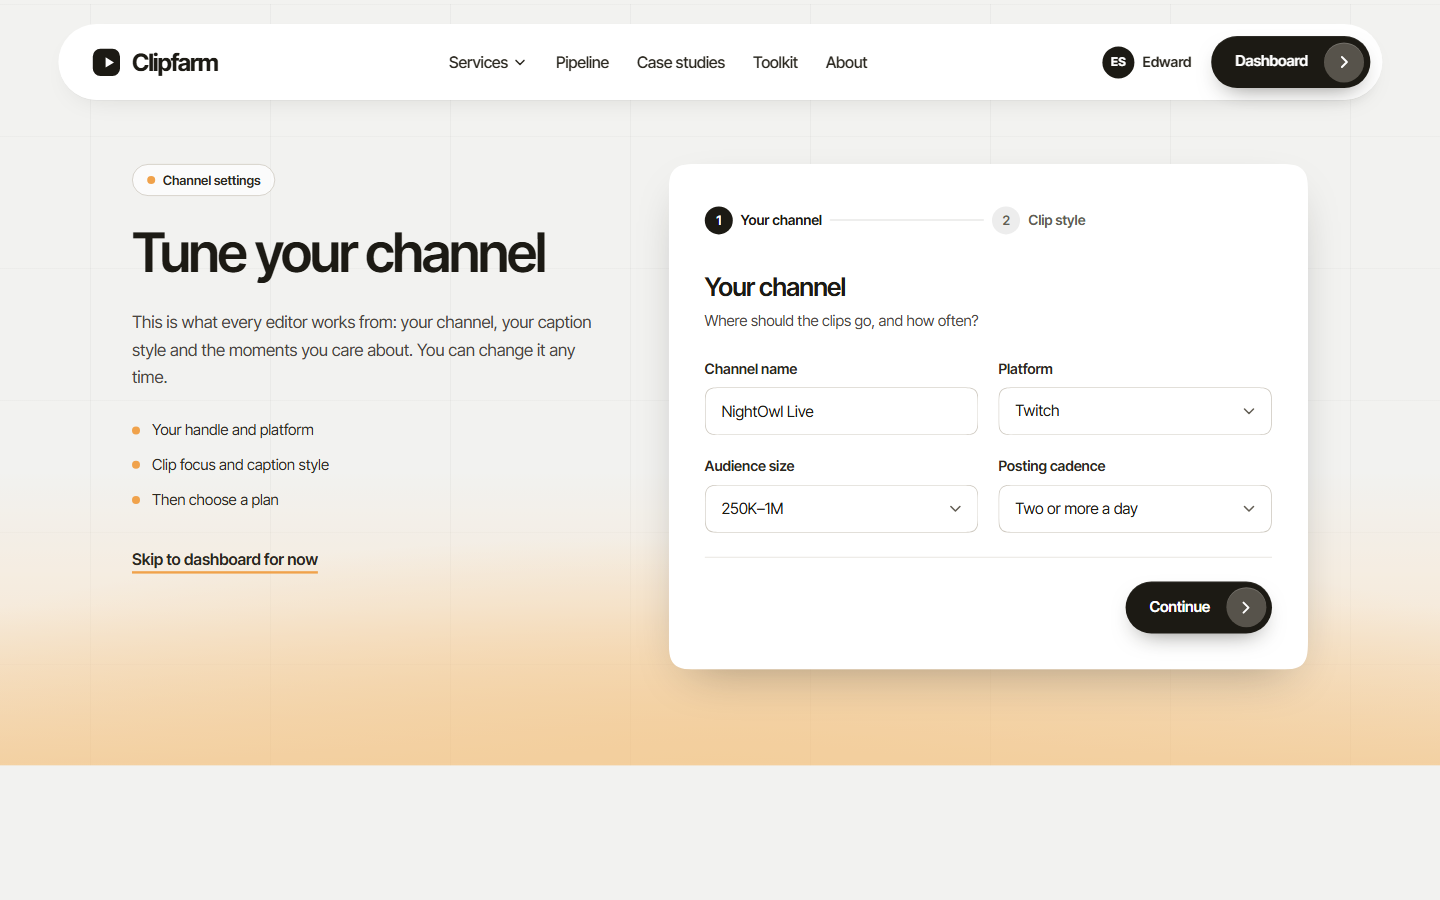 Clipfarm
Services
Pipeline
Case studies
Toolkit
About
ES
Edward
Dashboard
Channel settings
Tune your channel
This is what every editor works from: your channel, your caption
style and the moments you care about. You can change it any
time.
Your handle and platform
Clip focus and caption style
Then choose a plan
Skip to dashboard for now
1
Your channel
2
Clip style
Your channel
Where should the clips go, and how often?
Channel name
Platform
NightOwl Live
Twitch
Audience size
Posting cadence
250K–1M
Two or more a day
Continue